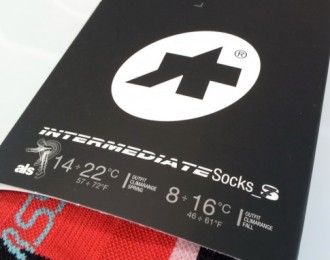 ®
INTERMEDIATE Socks_S
als
14÷22°C
57÷72°F
OUTFIT
CLIMARANGE
SPRING
8÷16°C
46÷61°F
OUTFIT
CLIMARANGE
FALL